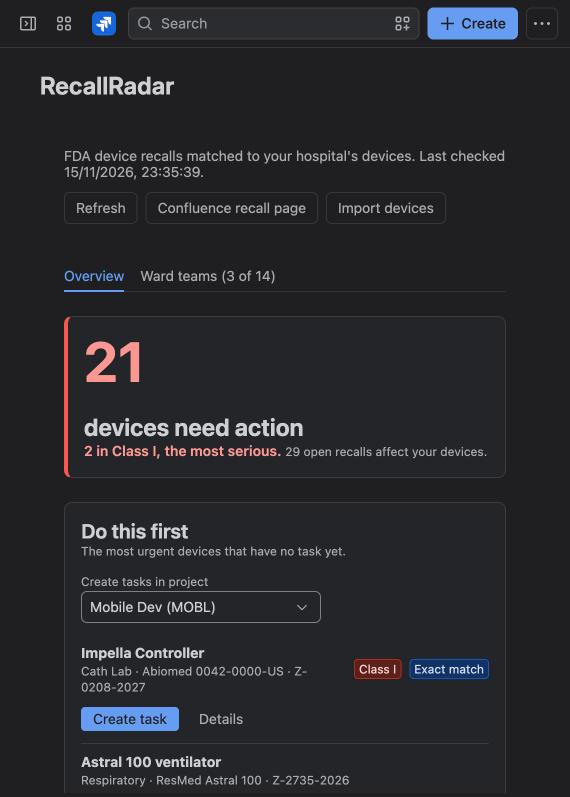 Search
Create
RecallRadar
FDA device recalls matched to your hospital's devices. Last checked
15/11/2026, 23:35:39.
Refresh
Confluence recall page
Import devices
Overview
Ward teams (3 of 14)
21
devices need action
2 in Class I, the most serious. 29 open recalls affect your devices.
Do this first
The most urgent devices that have no task yet.
Create tasks in project
Mobile Dev (MOBL)
Impella Controller
Cath Lab · Abiomed 0042-0000-US · Z-
0208-2027
Class I
Exact match
Create task
Details
Astral 100 ventilator
Respiratory · ResMed Astral 100 · Z-2735-2026